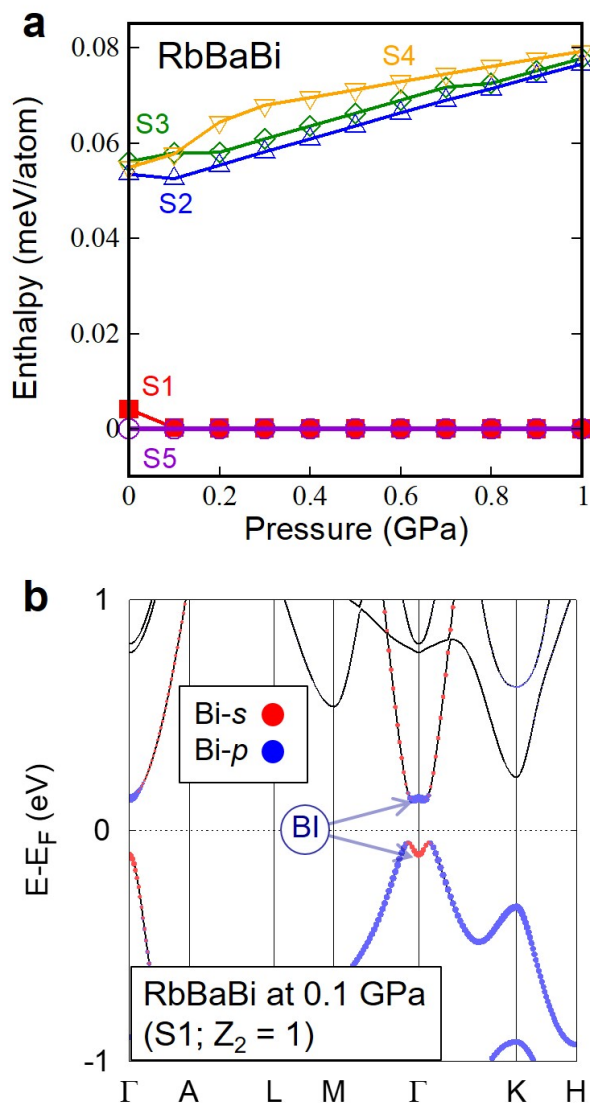 a
RbBaBi
S4
S3
S2
S1
S5
Enthalpy (meV/atom)
0.08
0.06
0.04
0.02
0
0 0.2 0.4 0.6 0.8 1
Pressure (GPa)
b
E-E_F (eV)
1
0
-1
Bi-s
Bi-p
BI
RbBaBi at 0.1 GPa
(S1; Z₂ = 1)
Γ A L M Γ K H